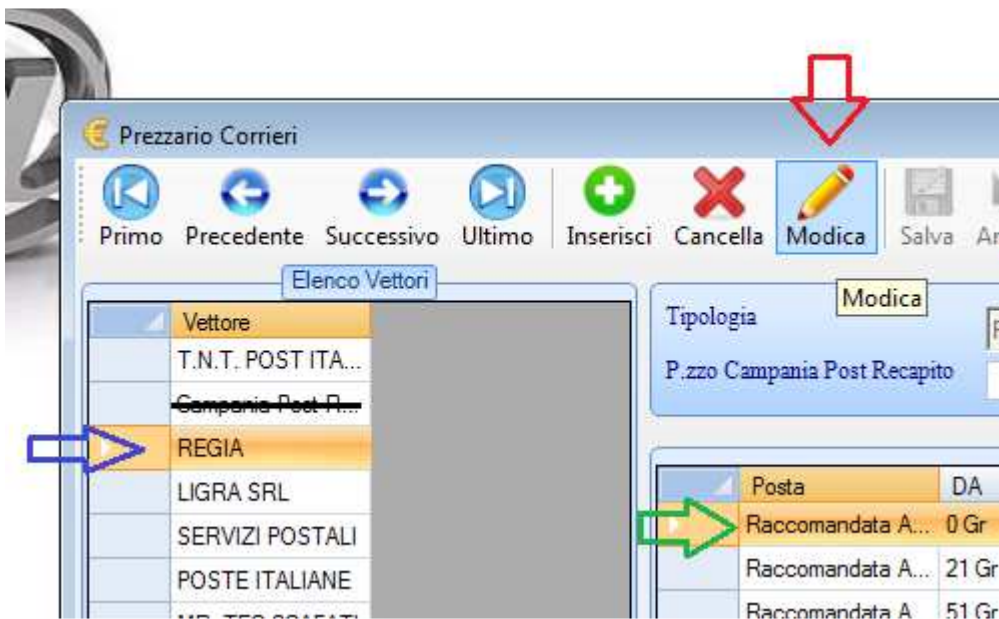 Prezzario Corrieri
Primo Precedente Successivo Ultimo Inserisci Cancella Modica Salva
Elenco Vettori
Modica
Vettore
T.N.T. POST ITA...
Campania Post R...
REGIA
LIGRA SRL
SERVIZI POSTALI
POSTE ITALIANE
Tipologia
P.zzo Campania Post Recapito
Posta DA
Raccomandata A... 0 Gr
Raccomandata A... 21 Gr
Raccomandata A... 51 Gr